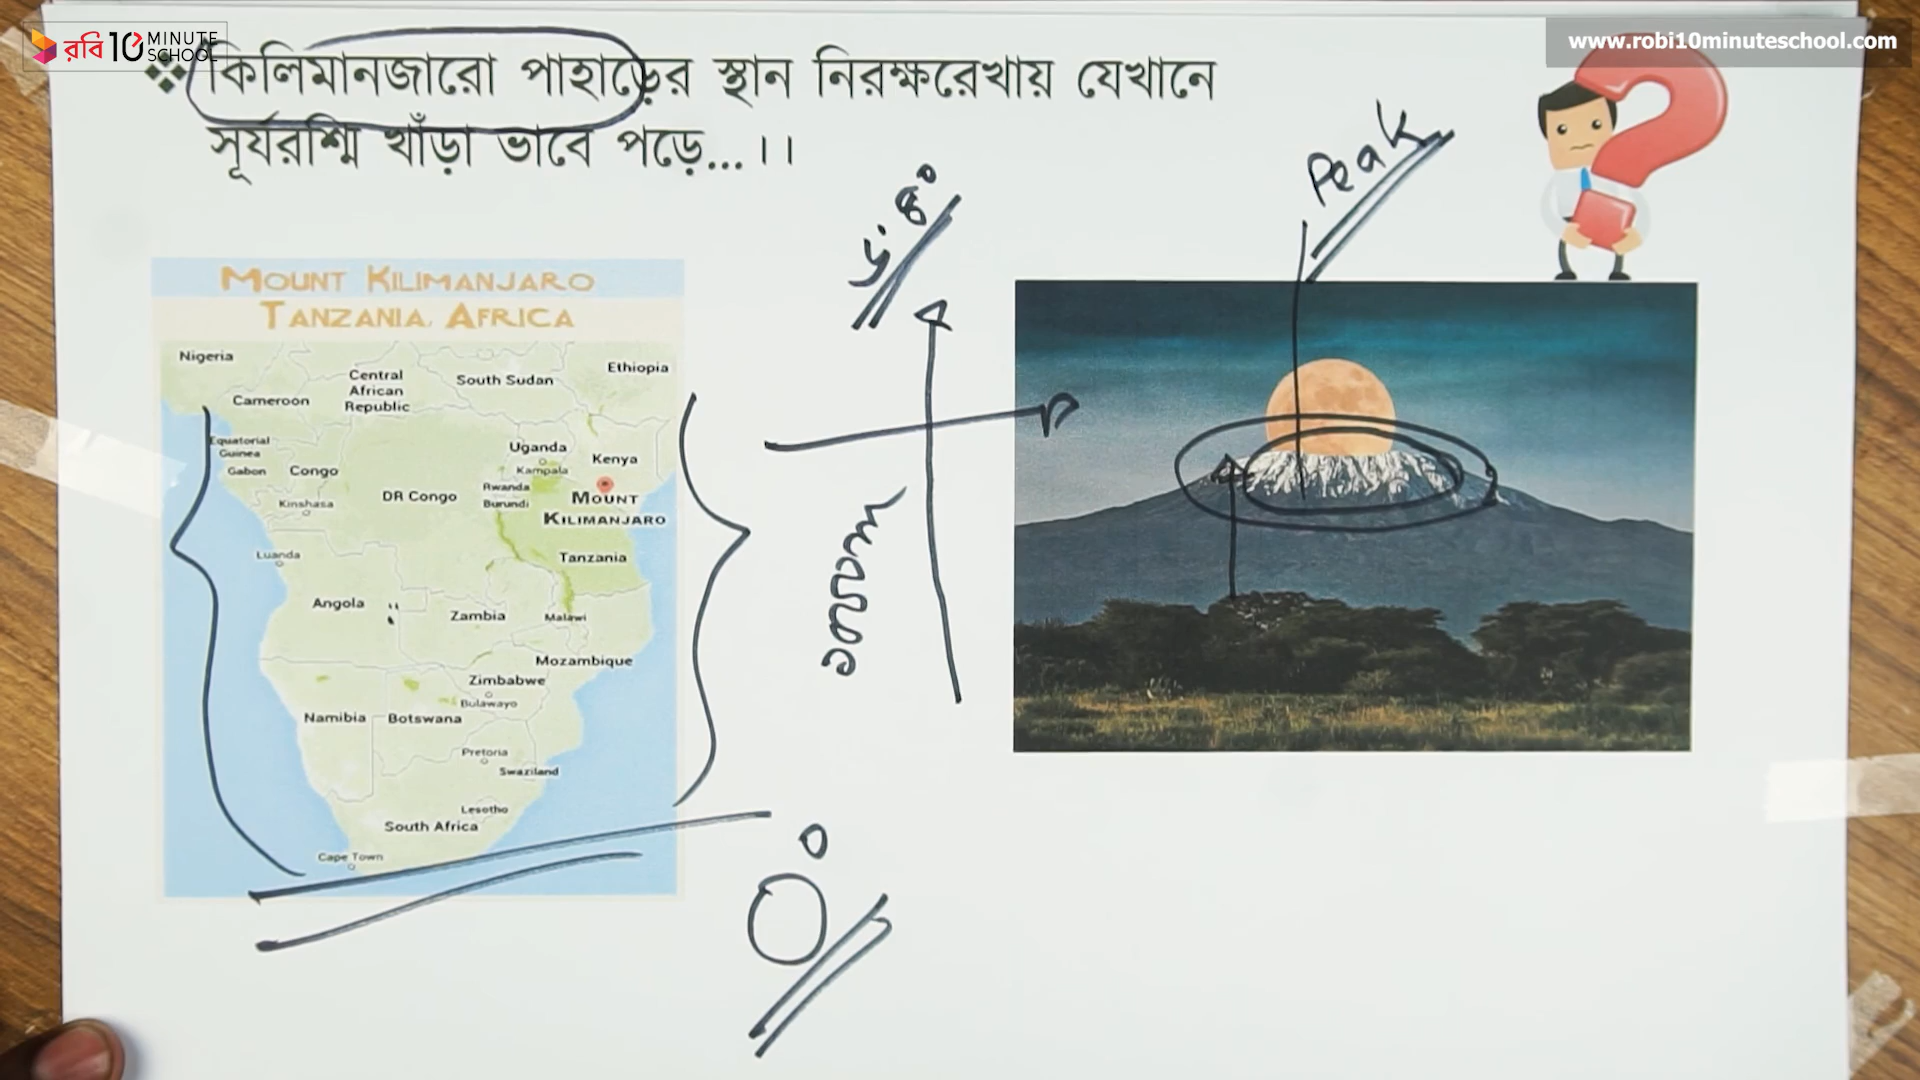 রবি 10 MINUTE SCHOOL
www.robi10minuteschool.com
❖ কিলিমানজারো পাহাড়ের স্থান নিরক্ষরেখায় যেখানে
সূর্যরশ্মি খাঁড়া ভাবে পড়ে...।।
Peak
MOUNT KILIMANJARO
TANZANIA, AFRICA
Nigeria
Ethiopia
Central
African
Republic
South Sudan
Cameroon
Equatorial
Guinea
Gabon
Congo
Uganda
Kampala
Kenya
DR Congo
Rwanda
Burundi
MOUNT
KILIMANJARO
Kinshasa
Luanda
Tanzania
Angola
Zambia
Malawi
Mozambique
Zimbabwe
Bulawayo
Namibia
Botswana
Pretoria
Swaziland
Lesotho
South Africa
Cape Town